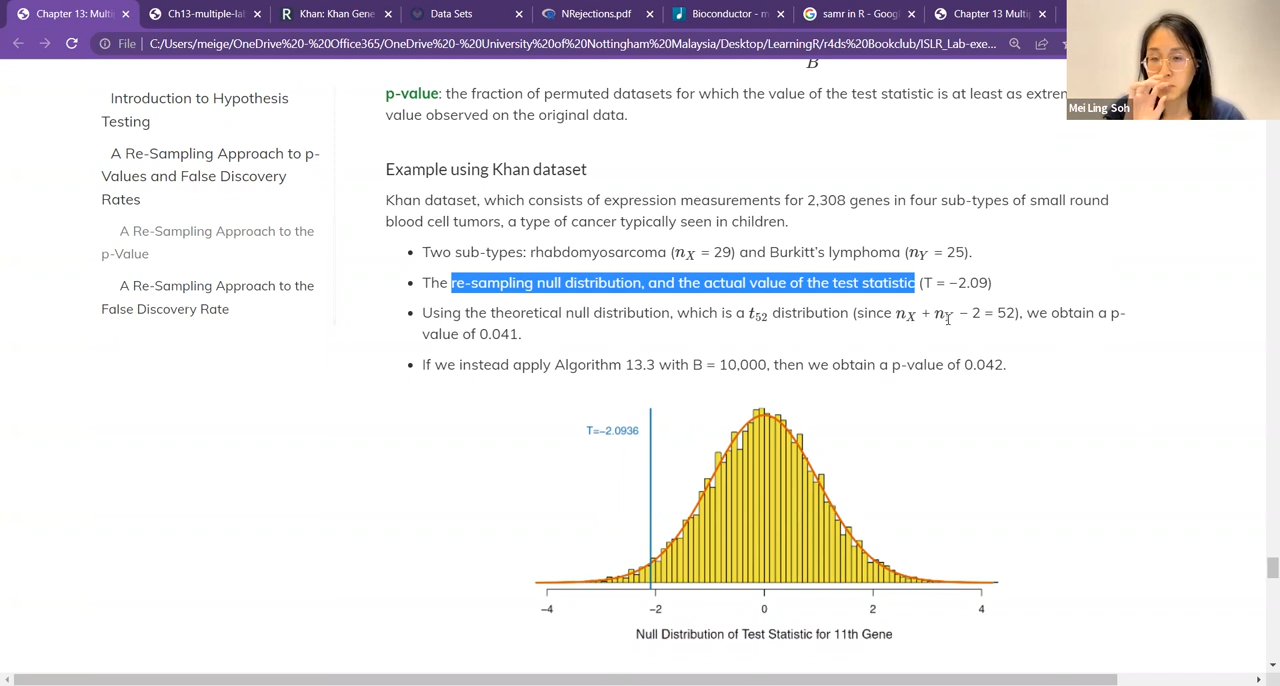 Chapter 13: Multi
Ch13-multiple-la
Khan: Khan Gene
Data Sets
NRejections.pdf
Bioconductor - m
samr in R - Goog
Chapter 13 Multi
File
C:/Users/meige/OneDrive%20-%20Office365/OneDrive%20-%20University%20of%20Nottingham%20Malaysia/Desktop/LearningR/r4ds%20Bookclub/ISLR_Lab-exe...
Mei Ling Soh
Introduction to Hypothesis
Testing
A Re-Sampling Approach to p-
Values and False Discovery
Rates
A Re-Sampling Approach to the
p-Value
A Re-Sampling Approach to the
False Discovery Rate
B
p-value: the fraction of permuted datasets for which the value of the test statistic is at least as extrem
value observed on the original data.
Example using Khan dataset
Khan dataset, which consists of expression measurements for 2,308 genes in four sub-types of small round
blood cell tumors, a type of cancer typically seen in children.
• Two sub-types: rhabdomyosarcoma (nX = 29) and Burkitt's lymphoma (nY = 25).
• The re-sampling null distribution, and the actual value of the test statistic (T = −2.09)
• Using the theoretical null distribution, which is a t52 distribution (since nX + nY − 2 = 52), we obtain a p-
value of 0.041.
• If we instead apply Algorithm 13.3 with B = 10,000, then we obtain a p-value of 0.042.
T=−2.0936
−4 −2 0 2 4
Null Distribution of Test Statistic for 11th Gene